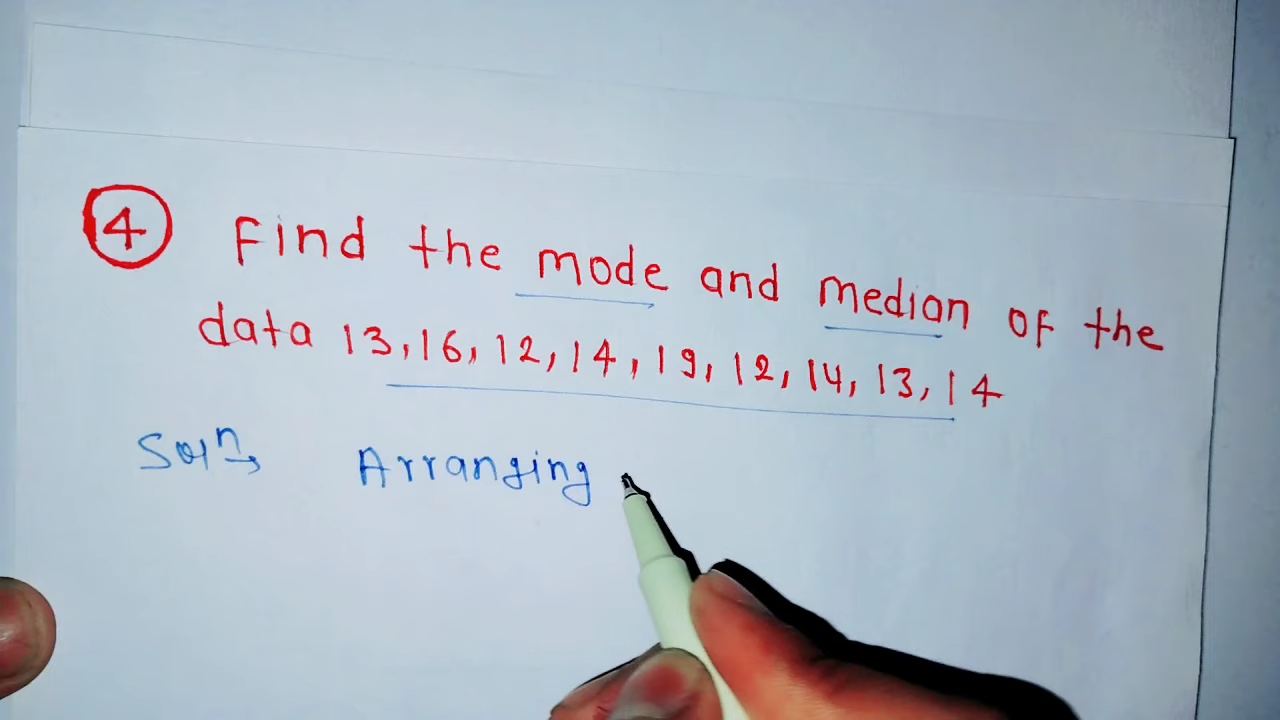 4 Find the mode and median of the
data 13, 16, 12, 14, 19, 12, 14, 13, 14
Solⁿ→ Arranging